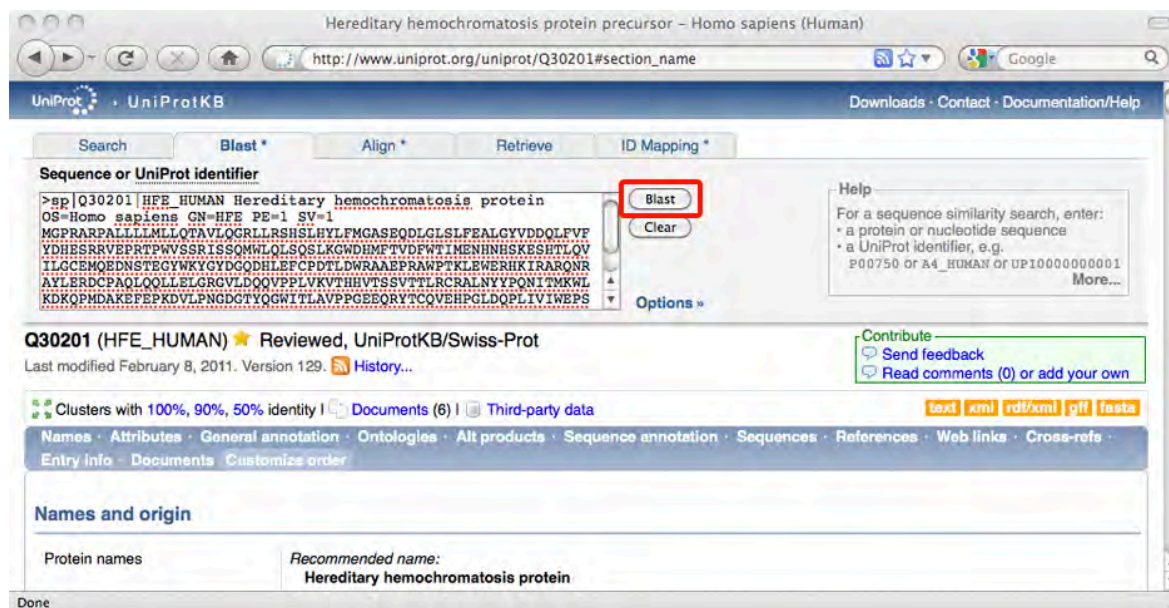 Hereditary hemochromatosis protein precursor – Homo sapiens (Human)
http://www.uniprot.org/uniprot/Q30201#section_name
Google
UniProt › UniProtKB
Downloads · Contact · Documentation/Help
Search Blast * Align * Retrieve ID Mapping *
Sequence or UniProt identifier
>sp|Q30201|HFE_HUMAN Hereditary hemochromatosis protein
OS=Homo sapiens GN=HFE PE=1 SV=1
MGPRARPALLLLMLLQTAVLQGRLLRSHSLHYLFMGASEQDLGLSLFEALGYVDDQLFVF
YDHESRRVEPRTPWVSSRISSQMWLQLSQSLKGWDHMFTVDFWTIMENHNHSKESHTLQV
ILGCEMQEDNSTEGYWKYGYDGQDHLEFCPDTLDWRAAEPRAWPTKLEWERHKIRARQNR
AYLERDCPAQLQQLLELGRGVLDQQVPPLVKVTHHVTSSVTTLRCRALNYYPQNITMKWL
KDKQPMDAKEFEPKDVLPNGDGTYQGWITLAVPPGEEQRYTCQVEHPGLDQPLIVIWEPS
Blast
Clear
Options »
Help
For a sequence similarity search, enter:
• a protein or nucleotide sequence
• a UniProt identifier, e.g.
P00750 or A4_HUMAN or UPI0000000001
More...
Q30201 (HFE_HUMAN) Reviewed, UniProtKB/Swiss-Prot
Last modified February 8, 2011. Version 129. History...
Contribute
Send feedback
Read comments (0) or add your own
Clusters with 100%, 90%, 50% identity | Documents (6) | Third-party data
text xml rdf/xml gff fasta
Names · Attributes · General annotation · Ontologies · Alt products · Sequence annotation · Sequences · References · Web links · Cross-refs ·
Entry info · Documents Customize order
Names and origin
Protein names
Recommended name:
Hereditary hemochromatosis protein
Done